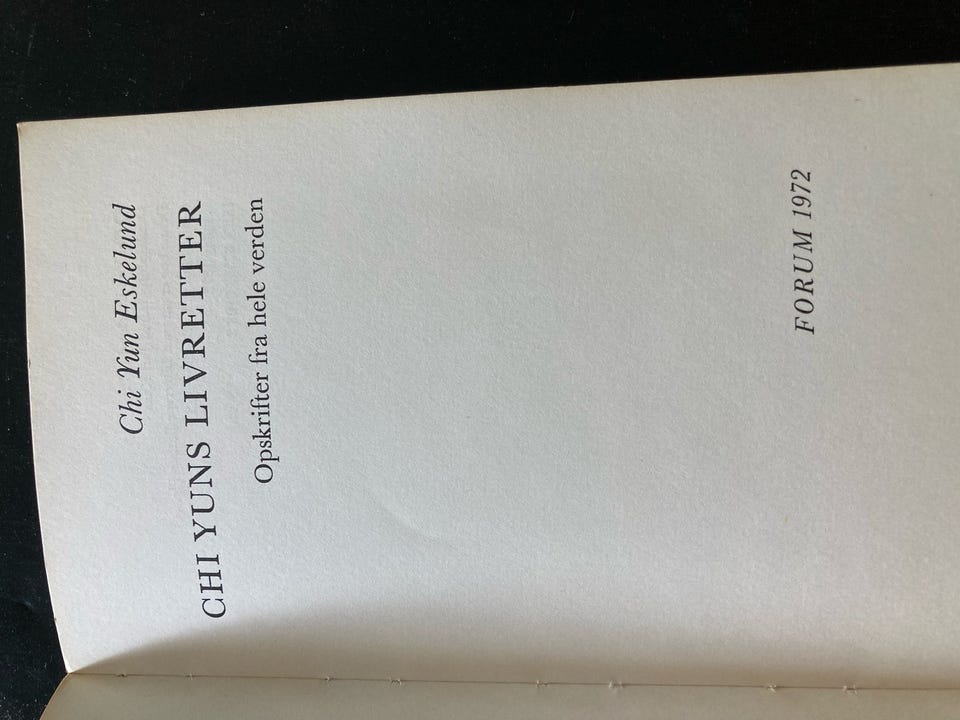 Chi Yun Eskelund
CHI YUNS LIVRETTER
Opskrifter fra hele verden
FORUM 1972